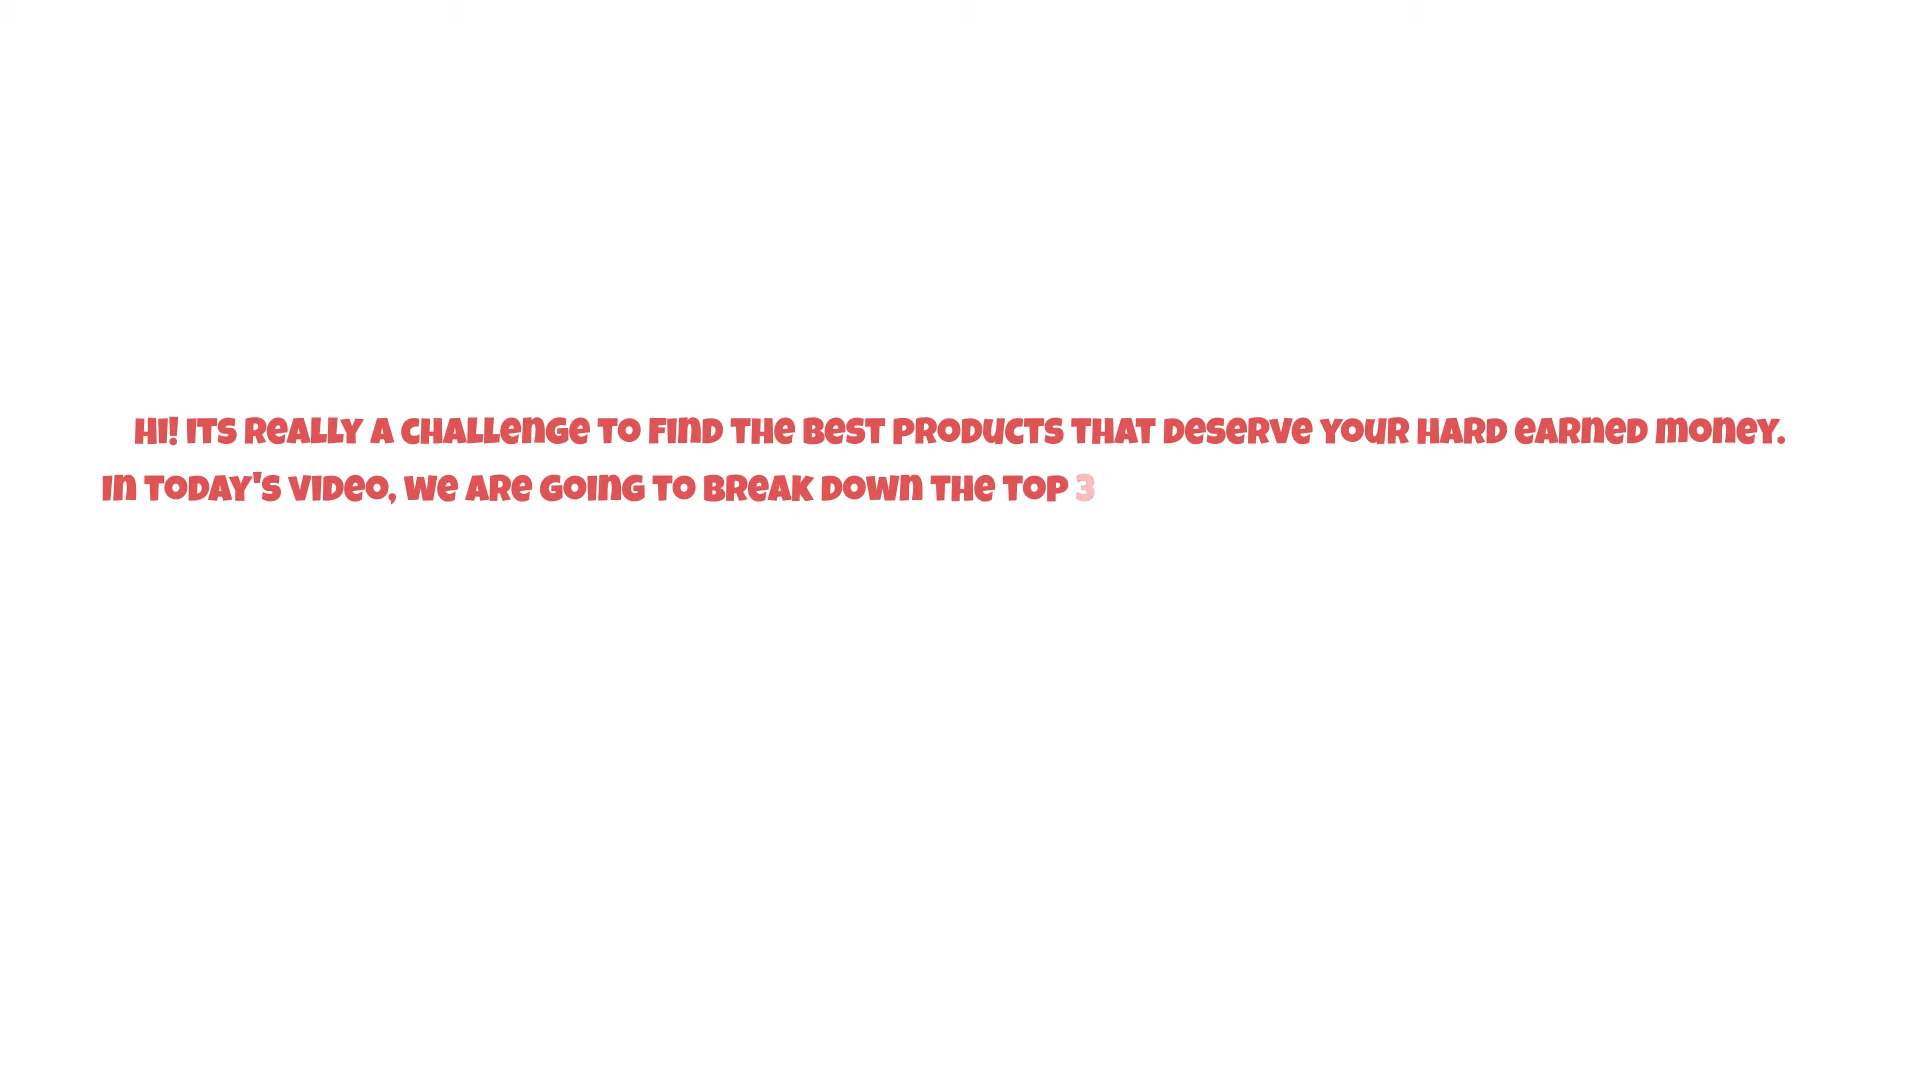 Hi! Its really a challenge to find the best products that deserve your hard earned money.
In today's video, we are going to break down the top 3